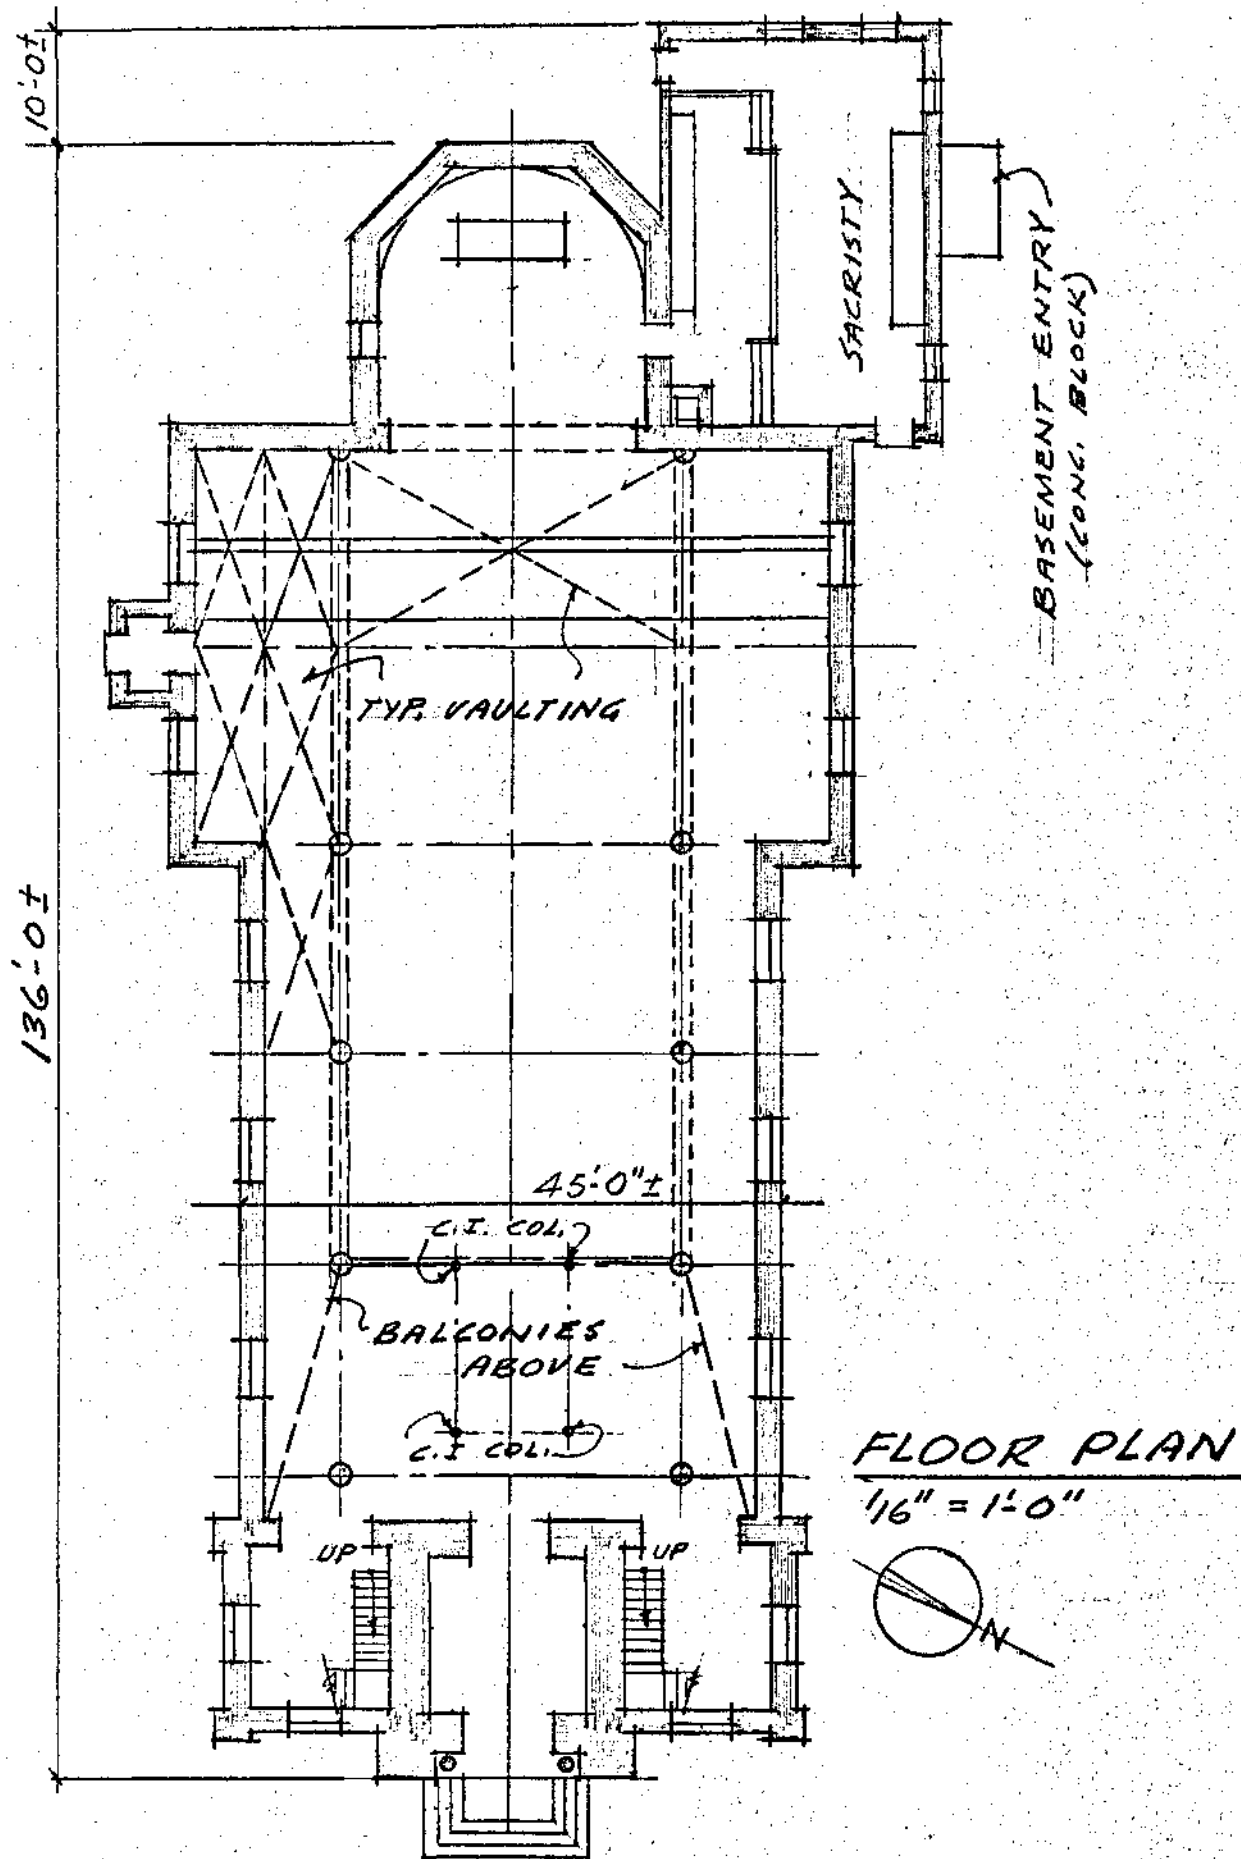 10'-0±
SACRISTY
BASEMENT ENTRY
(CONC. BLOCK)
TYP. VAULTING
136'-0±
45'-0"±
C.I. COL.
BALCONIES
ABOVE
C.I COL.
FLOOR PLAN
1/16" = 1'-0"
UP
UP
N